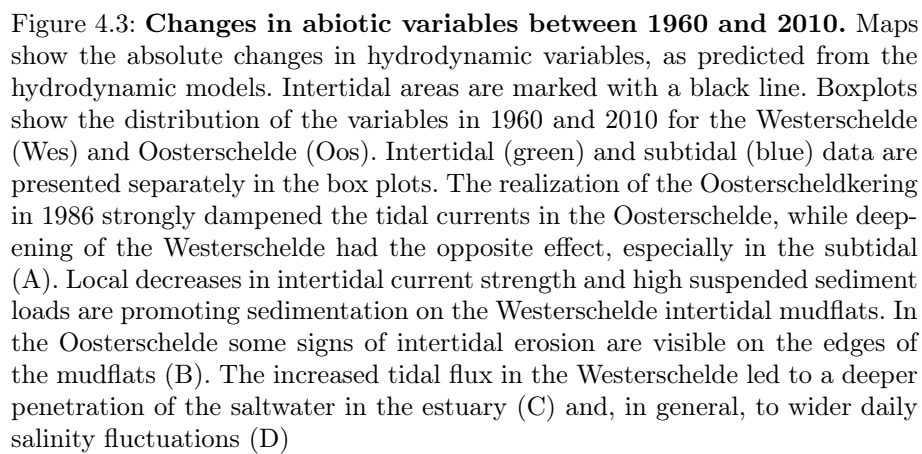 Figure 4.3: Changes in abiotic variables between 1960 and 2010. Maps
show the absolute changes in hydrodynamic variables, as predicted from the
hydrodynamic models. Intertidal areas are marked with a black line. Boxplots
show the distribution of the variables in 1960 and 2010 for the Westerschelde
(Wes) and Oosterschelde (Oos). Intertidal (green) and subtidal (blue) data are
presented separately in the box plots. The realization of the Oosterscheldkering
in 1986 strongly dampened the tidal currents in the Oosterschelde, while deep-
ening of the Westerschelde had the opposite effect, especially in the subtidal
(A). Local decreases in intertidal current strength and high suspended sediment
loads are promoting sedimentation on the Westerschelde intertidal mudflats. In
the Oosterschelde some signs of intertidal erosion are visible on the edges of
the mudflats (B). The increased tidal flux in the Westerschelde led to a deeper
penetration of the saltwater in the estuary (C) and, in general, to wider daily
salinity fluctuations (D)